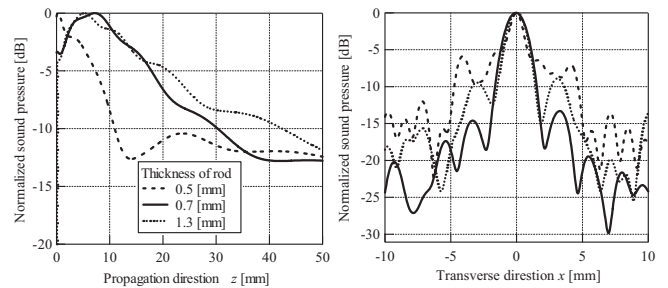 Normalized sound pressure [dB]
0
-5
-10
-15
-20
0
10
20
30
40
50
Propagation direction z [mm]
Thickness of rod
0.5 [mm]
0.7 [mm]
1.3 [mm]
Normalized sound pressure [dB]
0
-5
-10
-15
-20
-25
-30
-10
-5
0
5
10
Transverse direction x [mm]